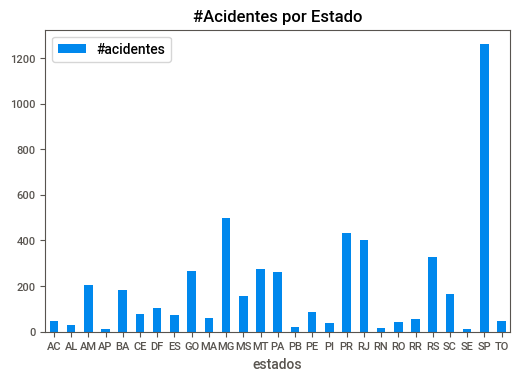 #Acidentes por Estado
#acidentes
1200
1000
800
600
400
200
0
AC AL AM AP BA CE DF ES GO MA MG MS MT PA PB PE PI PR RJ RN RO RR RS SC SE SP TO
estados